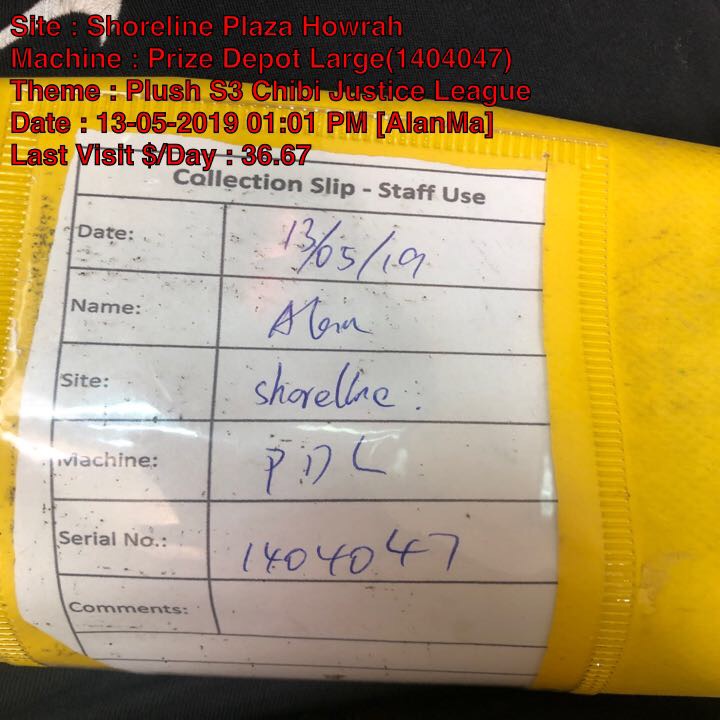 Site : Shoreline Plaza Howrah
Machine : Prize Depot Large(1404047)
Theme : Plush S3 Chibi Justice League
Date : 13-05-2019 01:01 PM [AlanMa]
Last Visit $/Day : 36.67
Collection Slip - Staff Use
Date: 13/05/19
Name: Alan
Site: shoreline
Machine: PDL
Serial No.: 1404047
Comments: